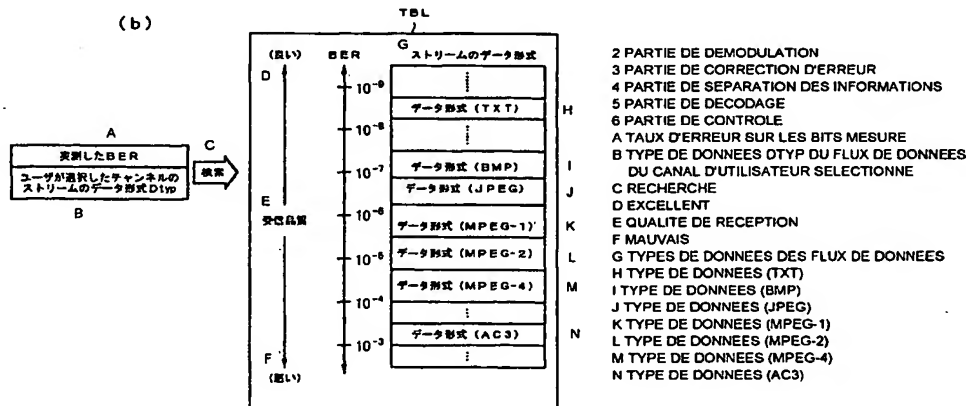 (b)
TBL
A
実測したBER
ユーザが選択したチャンネルの
ストリームのデータ形式Dtyp
B
C
検索
(良い)
D
E
受信品質
F
(悪い)
BER
10⁻⁹
10⁻⁸
10⁻⁷
10⁻⁶
10⁻⁵
10⁻⁴
10⁻³
G
ストリームのデータ形式
データ形式(TXT)
H
データ形式(BMP)
I
データ形式(JPEG)
J
データ形式(MPEG-1)
K
データ形式(MPEG-2)
L
データ形式(MPEG-4)
M
データ形式(AC3)
N
2 PARTIE DE DEMODULATION
3 PARTIE DE CORRECTION D'ERREUR
4 PARTIE DE SEPARATION DES INFORMATIONS
5 PARTIE DE DECODAGE
6 PARTIE DE CONTROLE
A TAUX D'ERREUR SUR LES BITS MESURE
B TYPE DE DONNEES DTYP DU FLUX DE DONNEES
DU CANAL D'UTILISATEUR SELECTIONNE
C RECHERCHE
D EXCELLENT
E QUALITE DE RECEPTION
F MAUVAIS
G TYPES DE DONNEES DES FLUX DE DONNEES
H TYPE DE DONNEES (TXT)
I TYPE DE DONNEES (BMP)
J TYPE DE DONNEES (JPEG)
K TYPE DE DONNEES (MPEG-1)
L TYPE DE DONNEES (MPEG-2)
M TYPE DE DONNEES (MPEG-4)
N TYPE DE DONNEES (AC3)